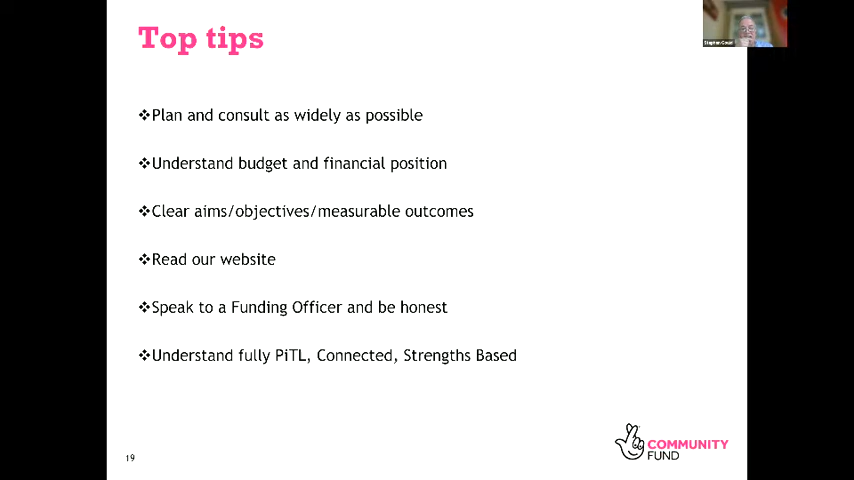 Top tips
❖Plan and consult as widely as possible
❖Understand budget and financial position
❖Clear aims/objectives/measurable outcomes
❖Read our website
❖Speak to a Funding Officer and be honest
❖Understand fully PiTL, Connected, Strengths Based
COMMUNITY
FUND
19